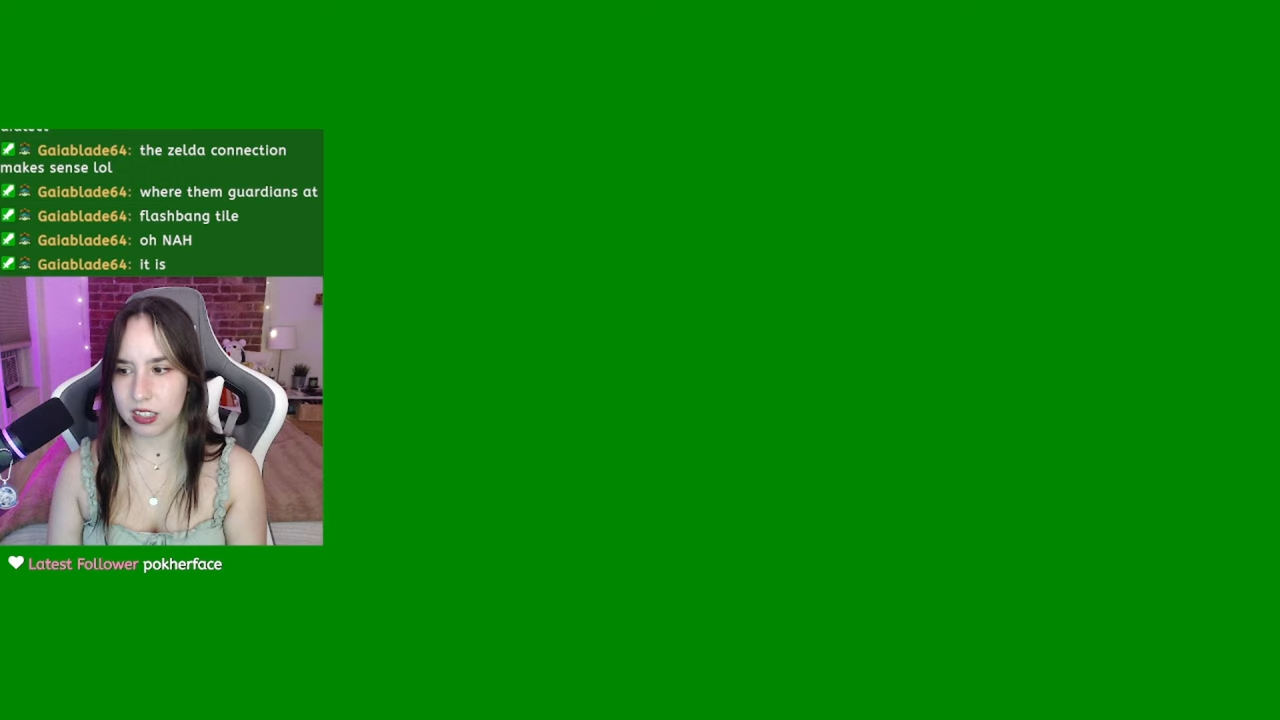 Gaiablade64: the zelda connection
makes sense lol
Gaiablade64: where them guardians at
Gaiablade64: flashbang tile
Gaiablade64: oh NAH
Gaiablade64: it is
Latest Follower pokherface